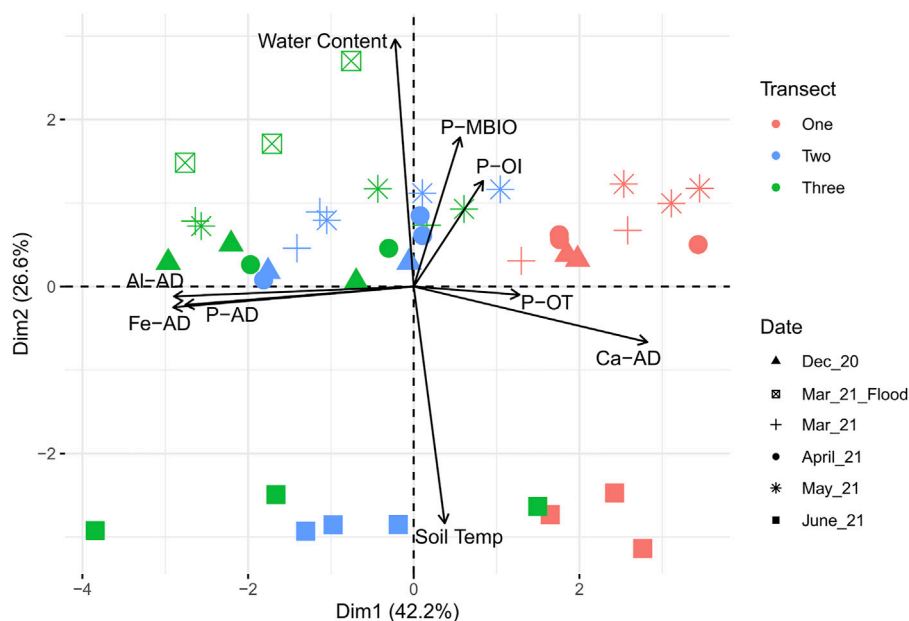 Water Content
P−MBIO
P−OI
Al−AD
Fe−AD
P−AD
P−OT
Ca−AD
Soil Temp
2
0
−2
−4
−2
0
2
Dim1 (42.2%)
Dim2 (26.6%)
Transect
One
Two
Three
Date
Dec_20
Mar_21_Flood
Mar_21
April_21
May_21
June_21